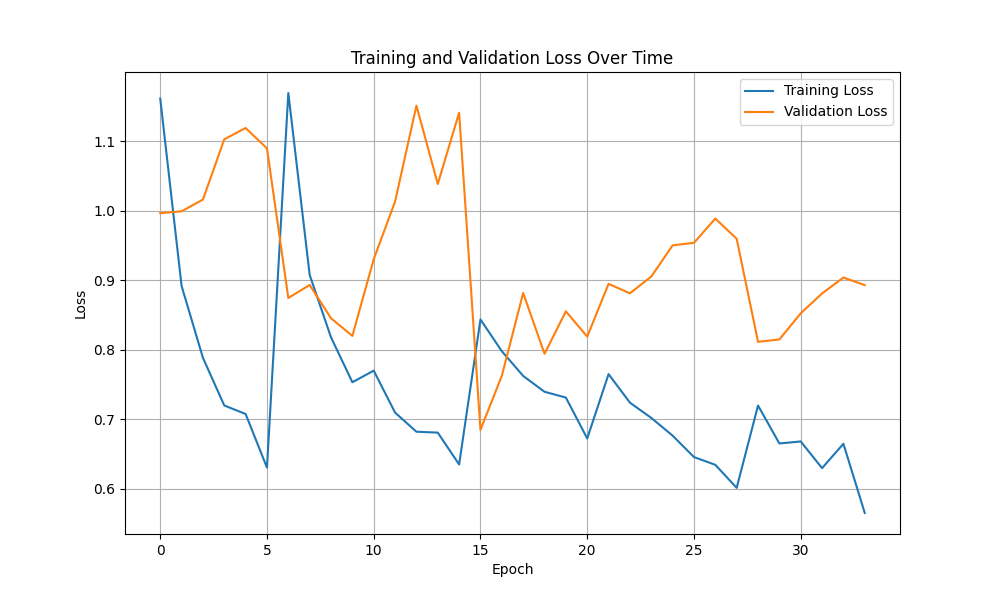 Training and Validation Loss Over Time
Training Loss
Validation Loss
Loss
1.1
1.0
0.9
0.8
0.7
0.6
0 5 10 15 20 25 30
Epoch